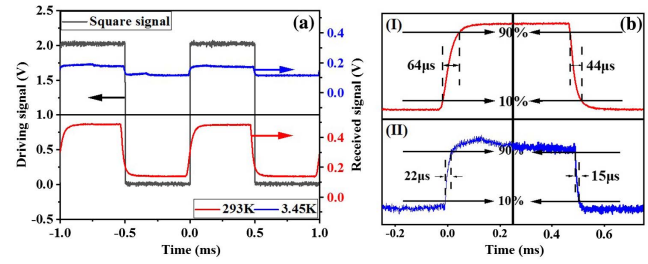 Square signal
(a)
Driving signal (V)
2.5
2.0
1.5
1.0
0.5
0.0
-0.5
0.4
0.2
0.0
0.4
0.2
0.0
Received signal (V)
293K 3.45K
-1.0 -0.5 0.0 0.5 1.0
Time (ms)
(I)
(b)
90%
64μs
44μs
10%
(II)
90%
22μs
15μs
10%
-0.2 0.0 0.2 0.4 0.6
Time (ms)